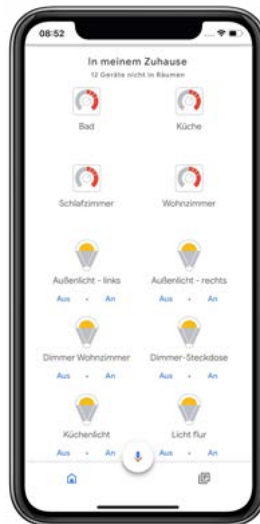 08:52
In meinem Zuhause
12 Geräte nicht in Räumen
Bad Küche
Schlafzimmer Wohnzimmer
Außenlicht - links Außenlicht - rechts
Aus • An Aus • An
Dimmer Wohnzimmer Dimmer-Steckdose
Aus • An Aus • An
Küchenlicht Licht flur
Aus • An Aus • An